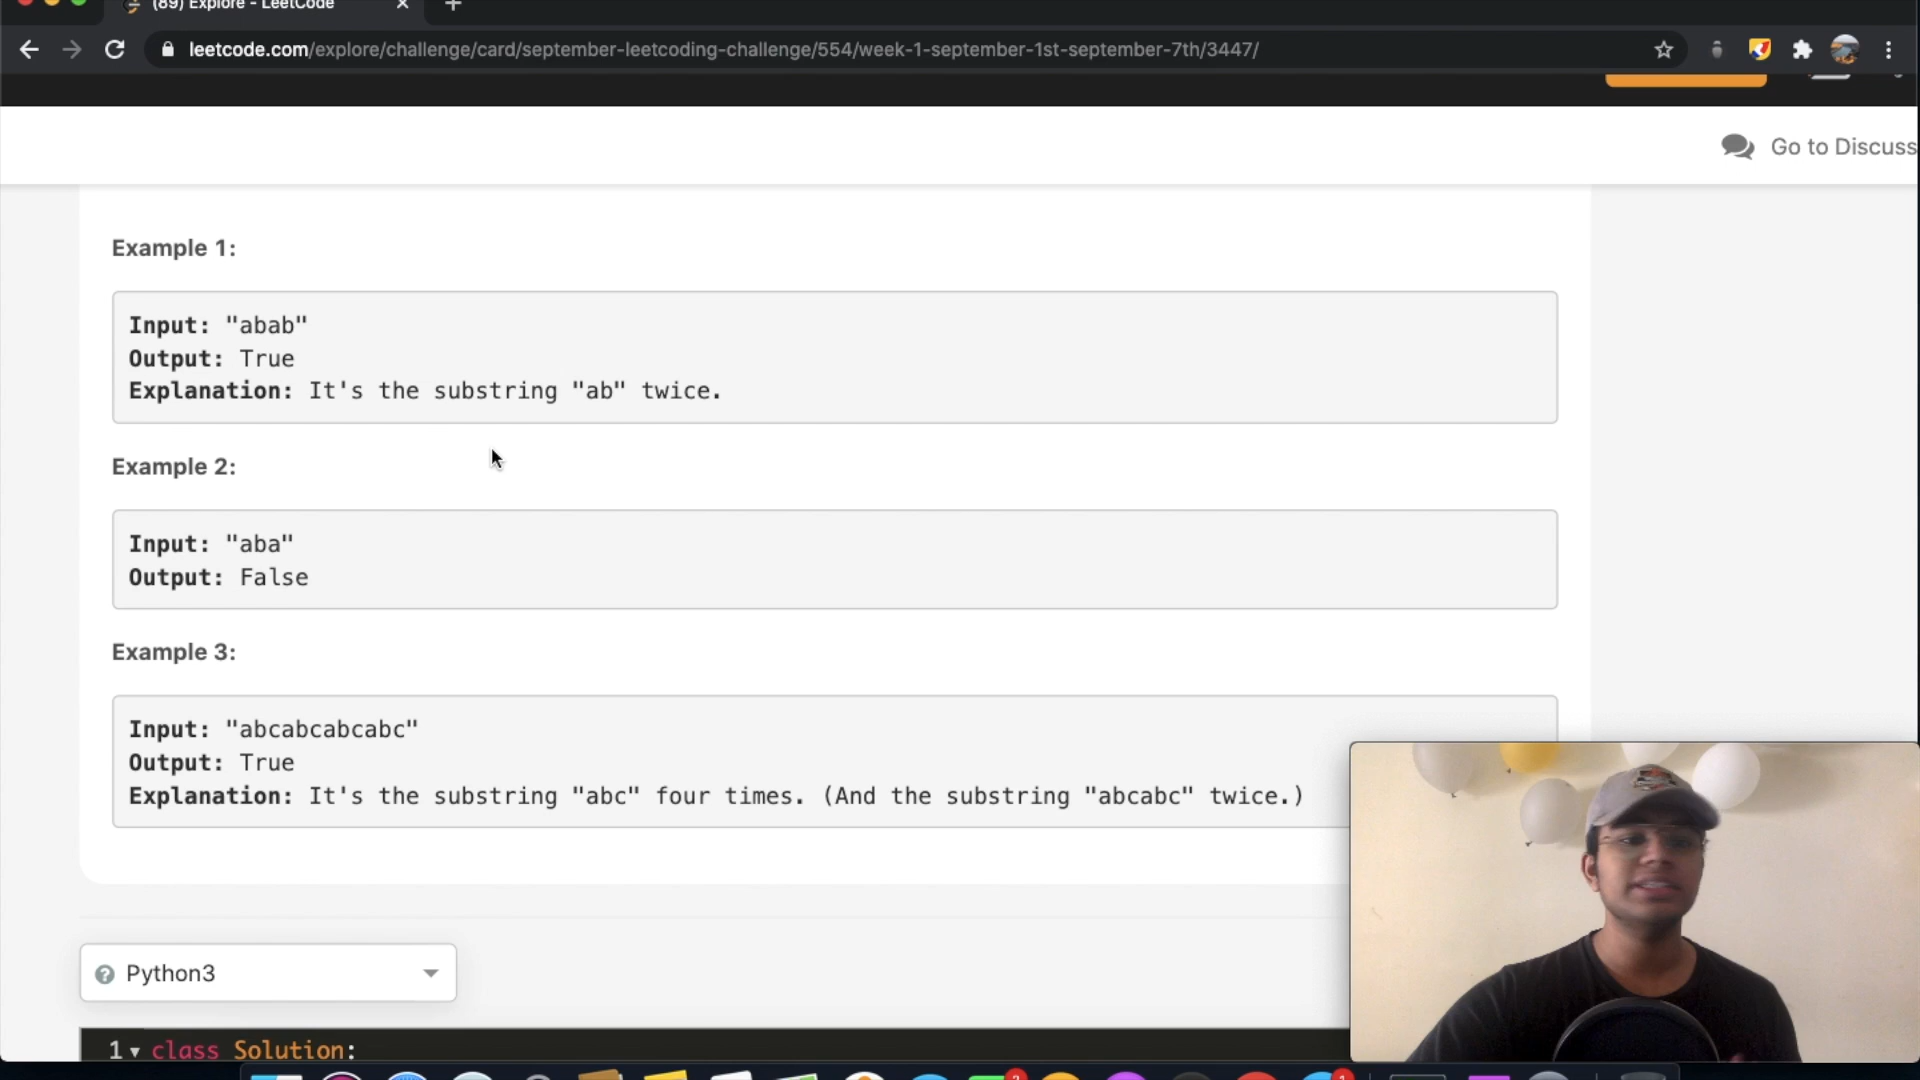 (89) Explore - LeetCode
leetcode.com/explore/challenge/card/september-leetcoding-challenge/554/week-1-september-1st-september-7th/3447/
Go to Discuss
Example 1:
Input: "abab"
Output: True
Explanation: It's the substring "ab" twice.
Example 2:
Input: "aba"
Output: False
Example 3:
Input: "abcabcabcabc"
Output: True
Explanation: It's the substring "abc" four times. (And the substring "abcabc" twice.)
Python3
1 class Solution: